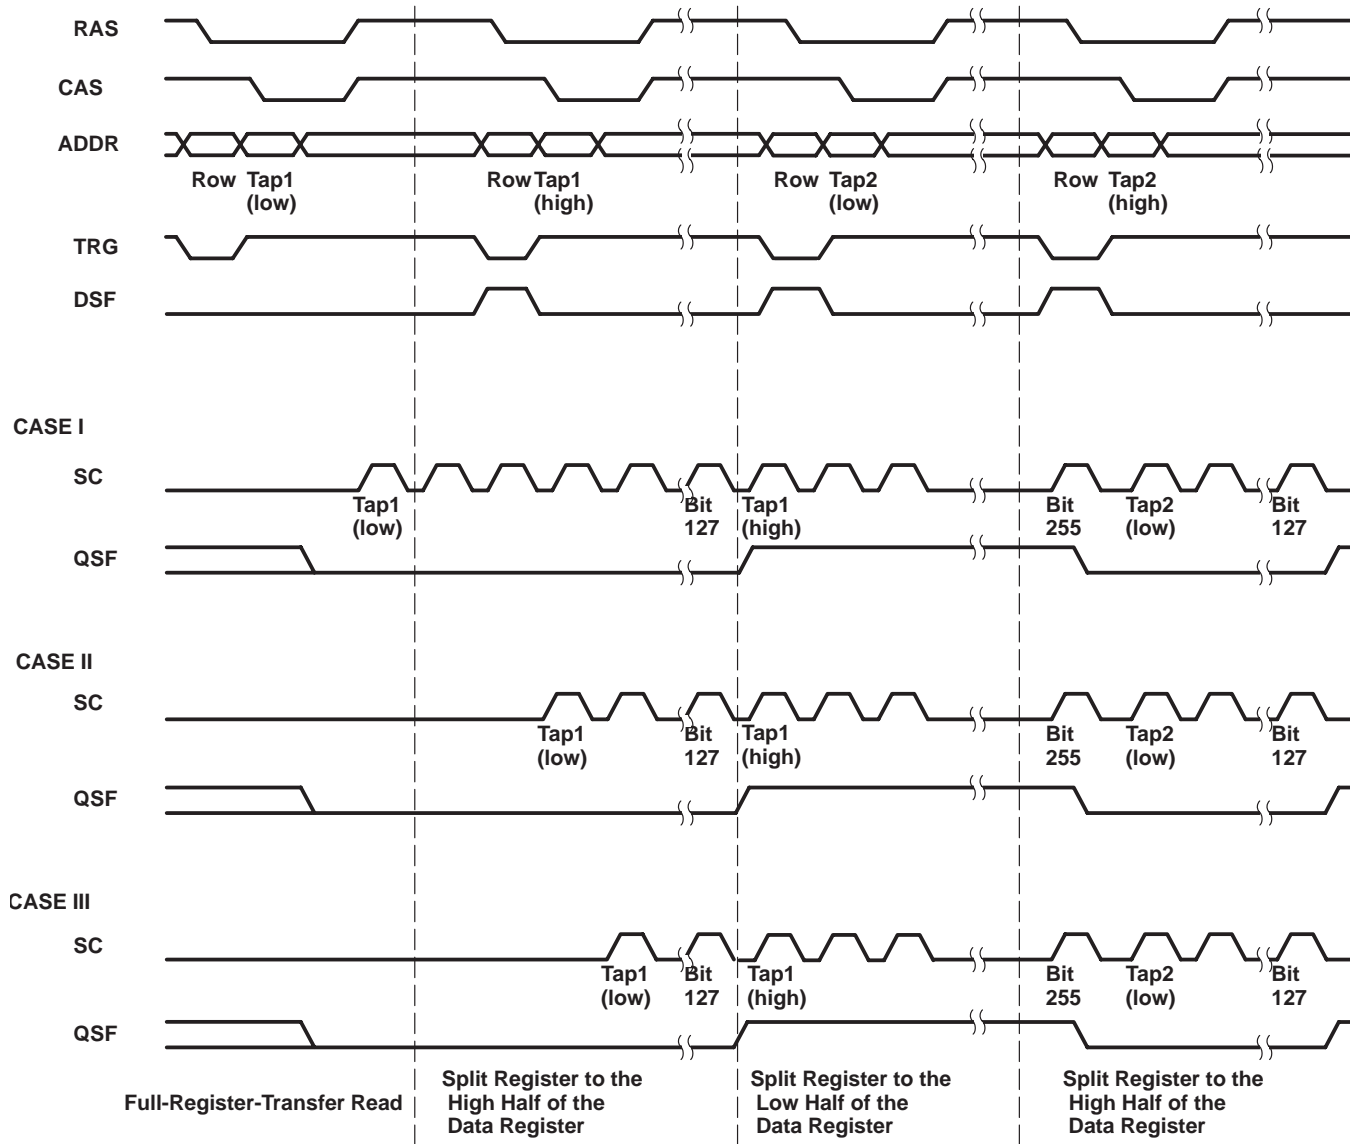 RAS
CAS
ADDR
Row Tap1 Row Tap1 Row Tap2 Row Tap2
(low) (high) (low) (high)
TRG
DSF
CASE I
SC
Tap1 Bit Tap1 Bit Tap2 Bit
(low) 127 (high) 255 (low) 127
QSF
CASE II
SC
Tap1 Bit Tap1 Bit Tap2 Bit
(low) 127 (high) 255 (low) 127
QSF
CASE III
SC
Tap1 Bit Tap1 Bit Tap2 Bit
(low) 127 (high) 255 (low) 127
QSF
Full-Register-Transfer Read
Split Register to the
High Half of the
Data Register
Split Register to the
Low Half of the
Data Register
Split Register to the
High Half of the
Data Register